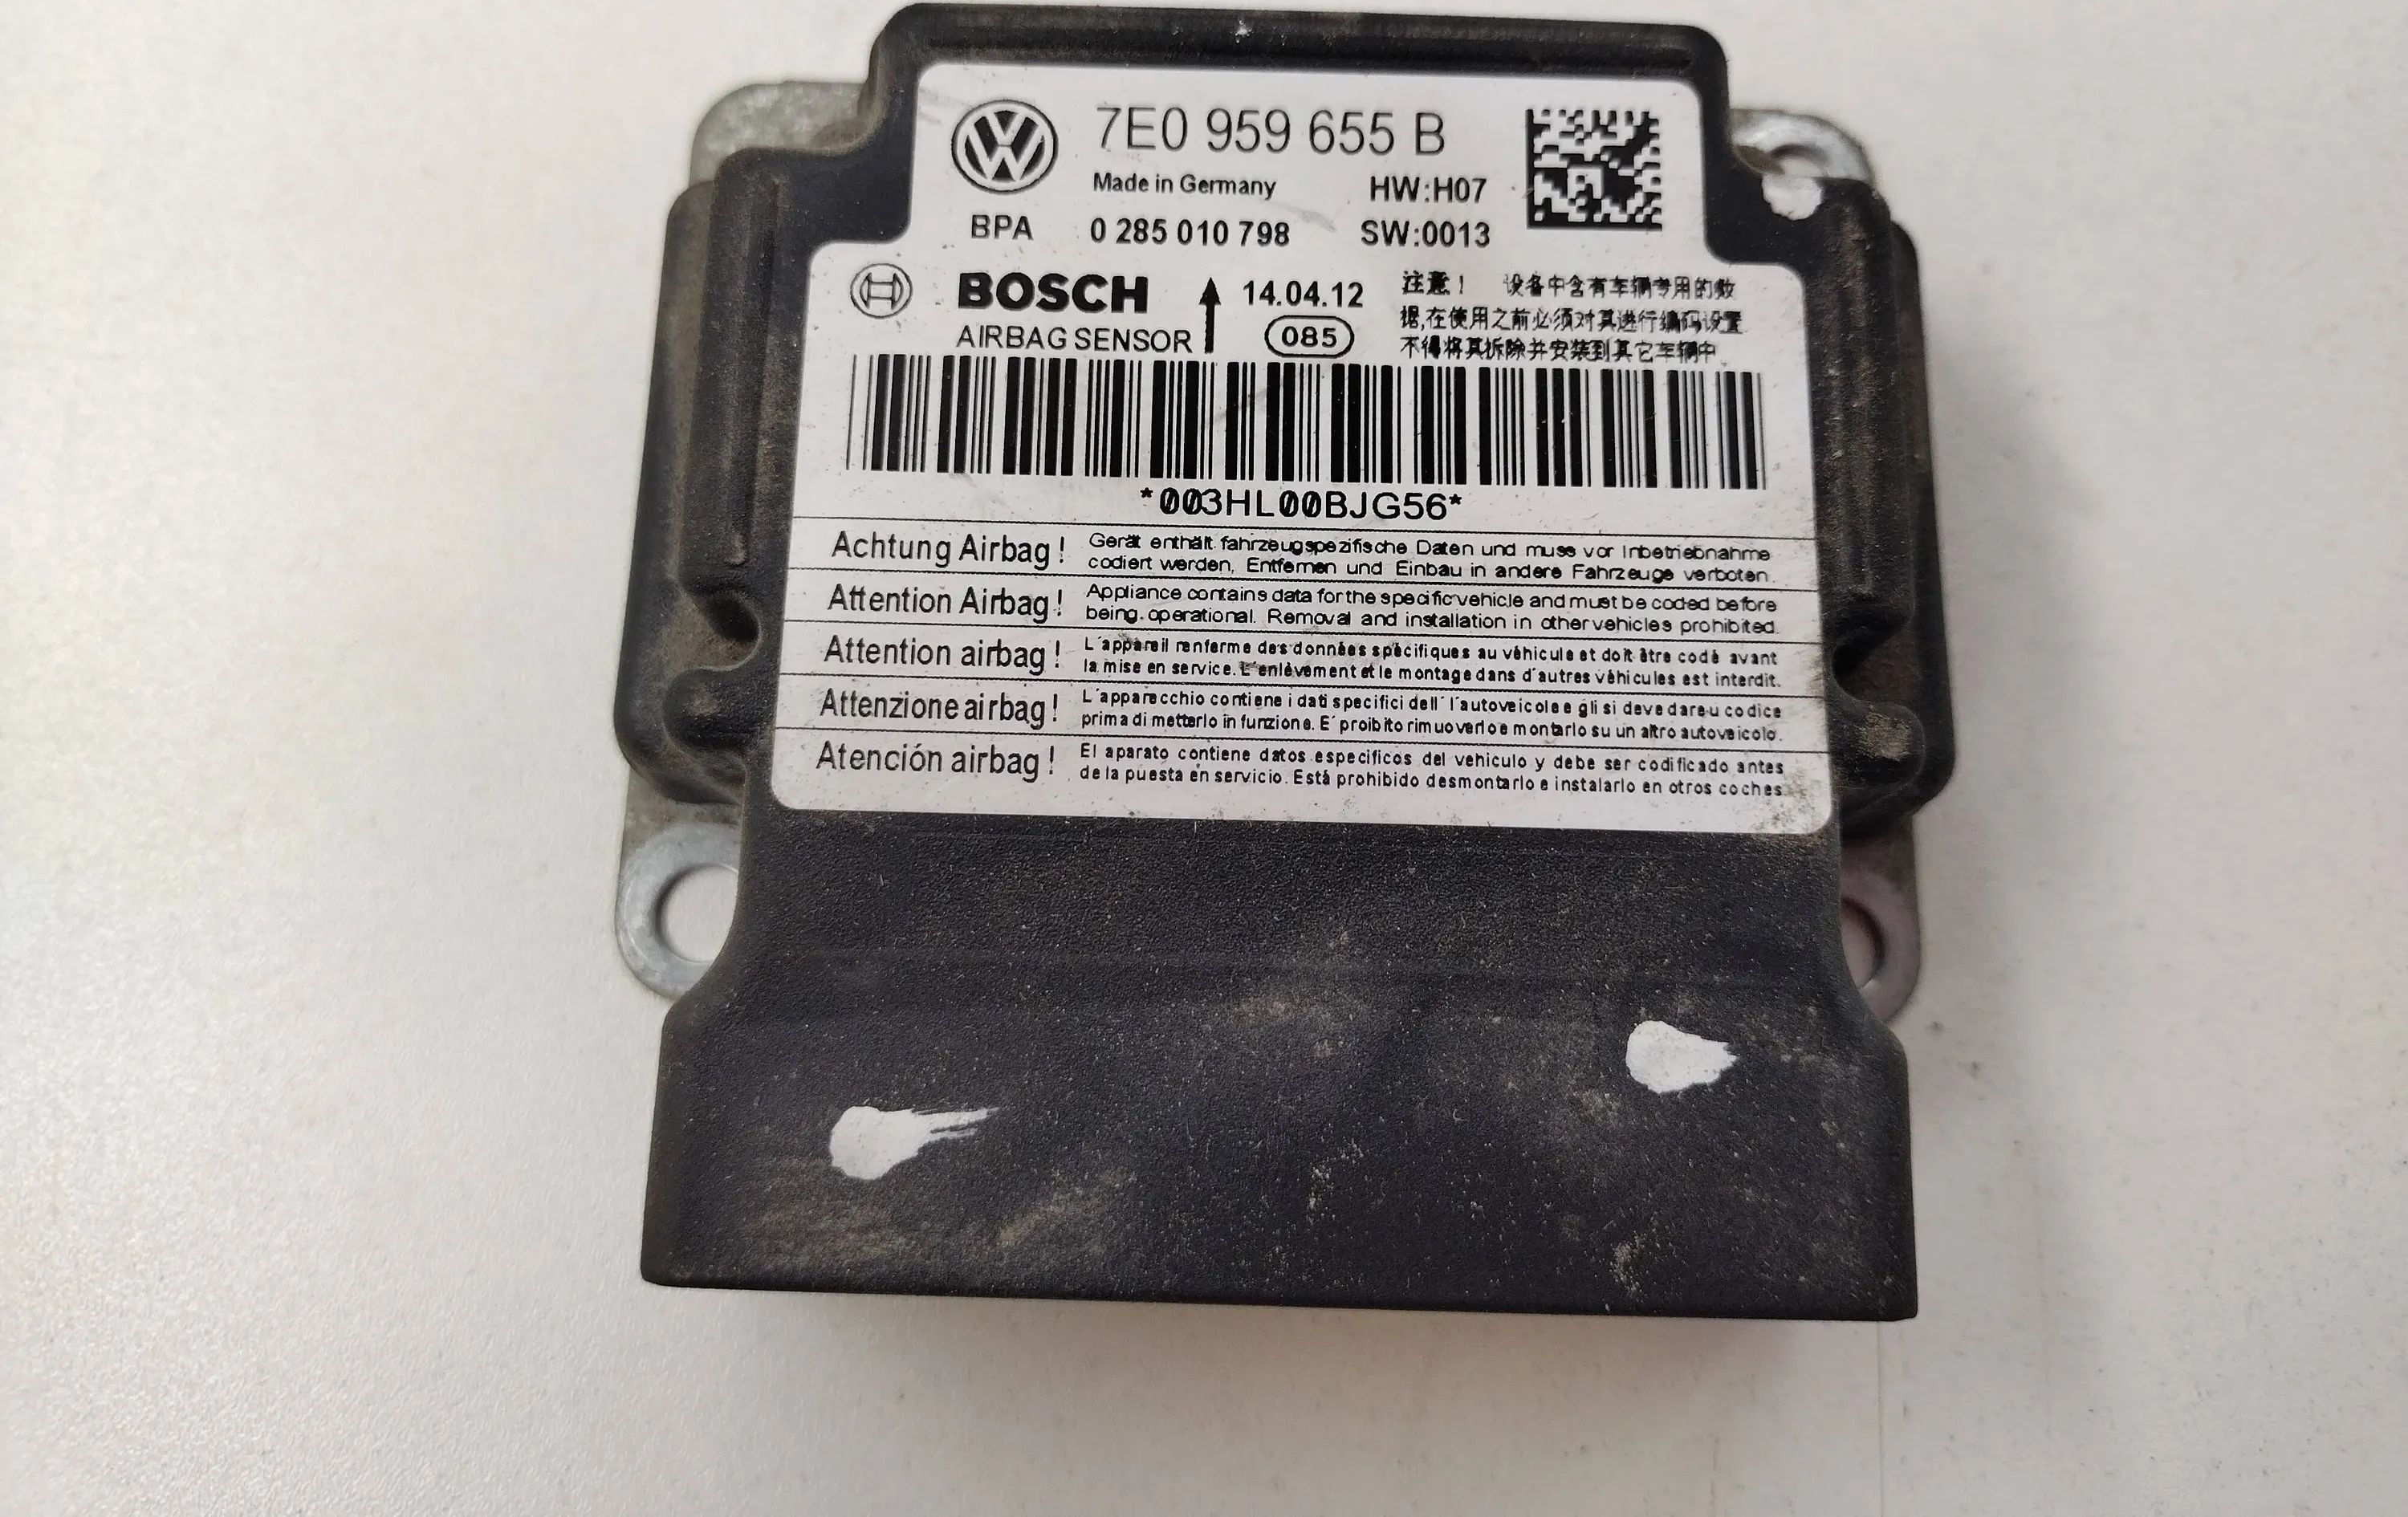 7E0 959 655 B
Made in Germany HW:H07
BPA 0 285 010 798 SW:0013
BOSCH 14.04.12
AIRBAG SENSOR 085
注意！ 设备中含有车辆专用的数
据,在使用之前必须对其进行编码设置
不得将其拆除并安装到其它车辆中
*003HL00BJG56*
Achtung Airbag! Gerät enthält fahrzeugspezifische Daten und muss vor Inbetriebnahme
codiert werden. Entfernen und Einbau in andere Fahrzeuge verboten.
Attention Airbag! Appliance contains data for the specific vehicle and must be coded before
being operational. Removal and installation in other vehicles prohibited.
Attention airbag! L'appareil renferme des données spécifiques au véhicule et doit être codé avant
la mise en service. L'enlèvement et le montage dans d'autres véhicules est interdit.
Attenzione airbag! L'apparecchio contiene i dati specifici dell' l'autoveicolo e gli si deve dare u codice
prima di metterlo in funzione. E' proibito rimuoverlo e montarlo su un altro autoveicolo.
Atención airbag! El aparato contiene datos especificos del vehiculo y debe ser codificado antes
de la puesta en servicio. Está prohibido desmontarlo e instalarlo en otros coches